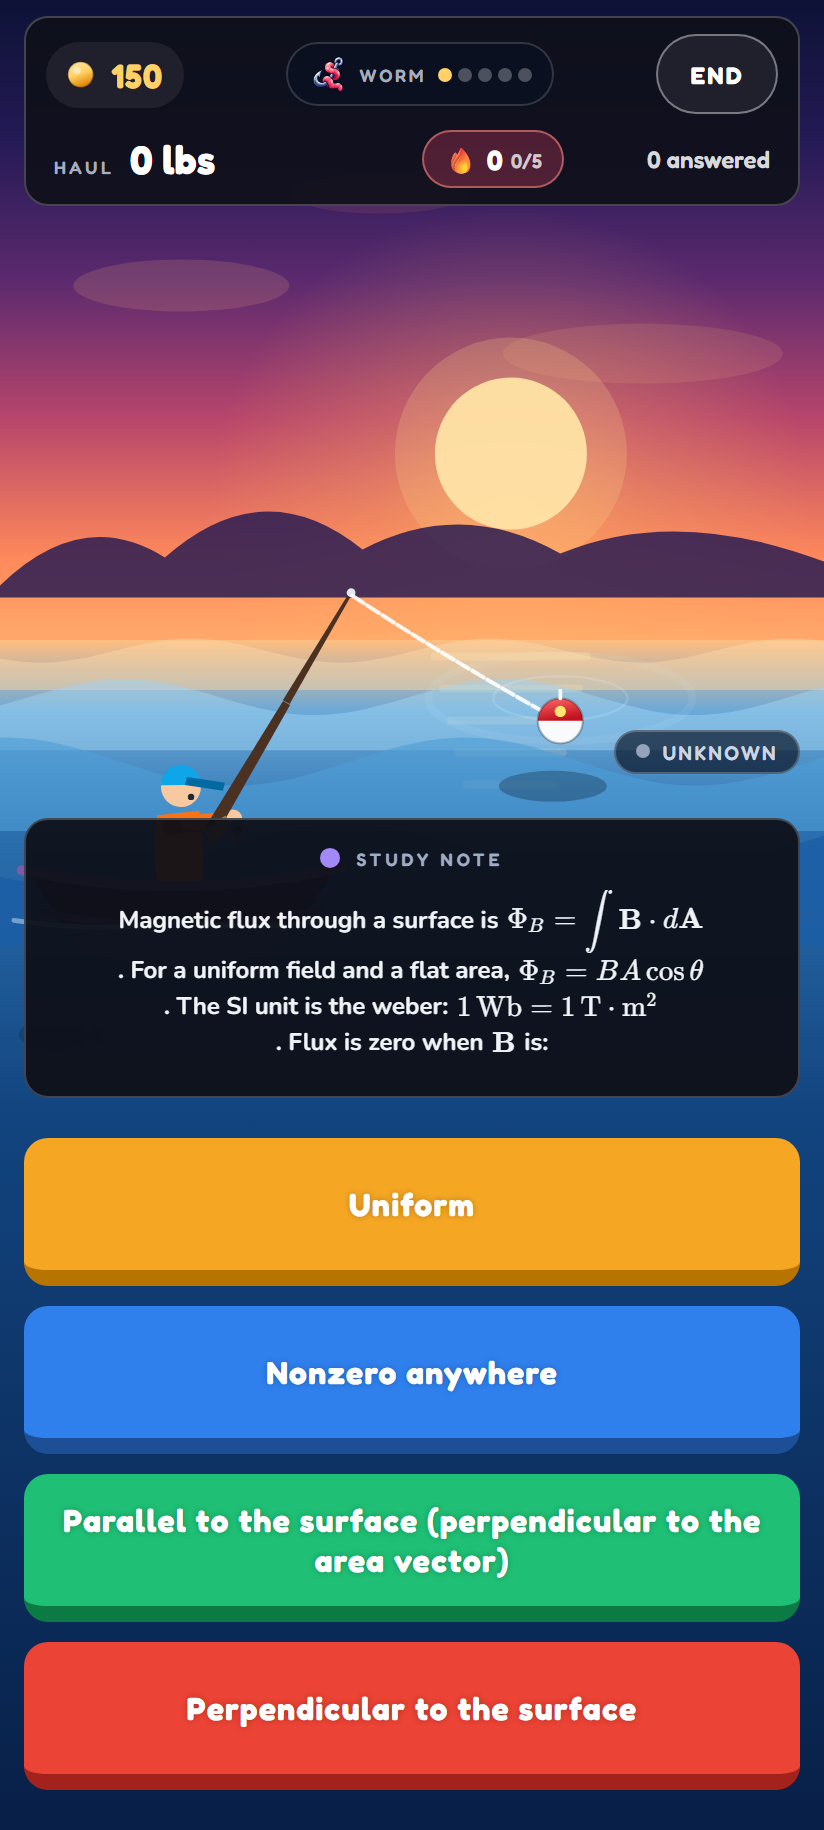 150
WORM
END
HAUL 0 lbs
0 0/5
0 answered
UNKNOWN
STUDY NOTE
Magnetic flux through a surface is Φ_B = ∫ B · dA
. For a uniform field and a flat area, Φ_B = BA cos θ
. The SI unit is the weber: 1 Wb = 1 T · m²
. Flux is zero when B is:
Uniform
Nonzero anywhere
Parallel to the surface (perpendicular to the
area vector)
Perpendicular to the surface